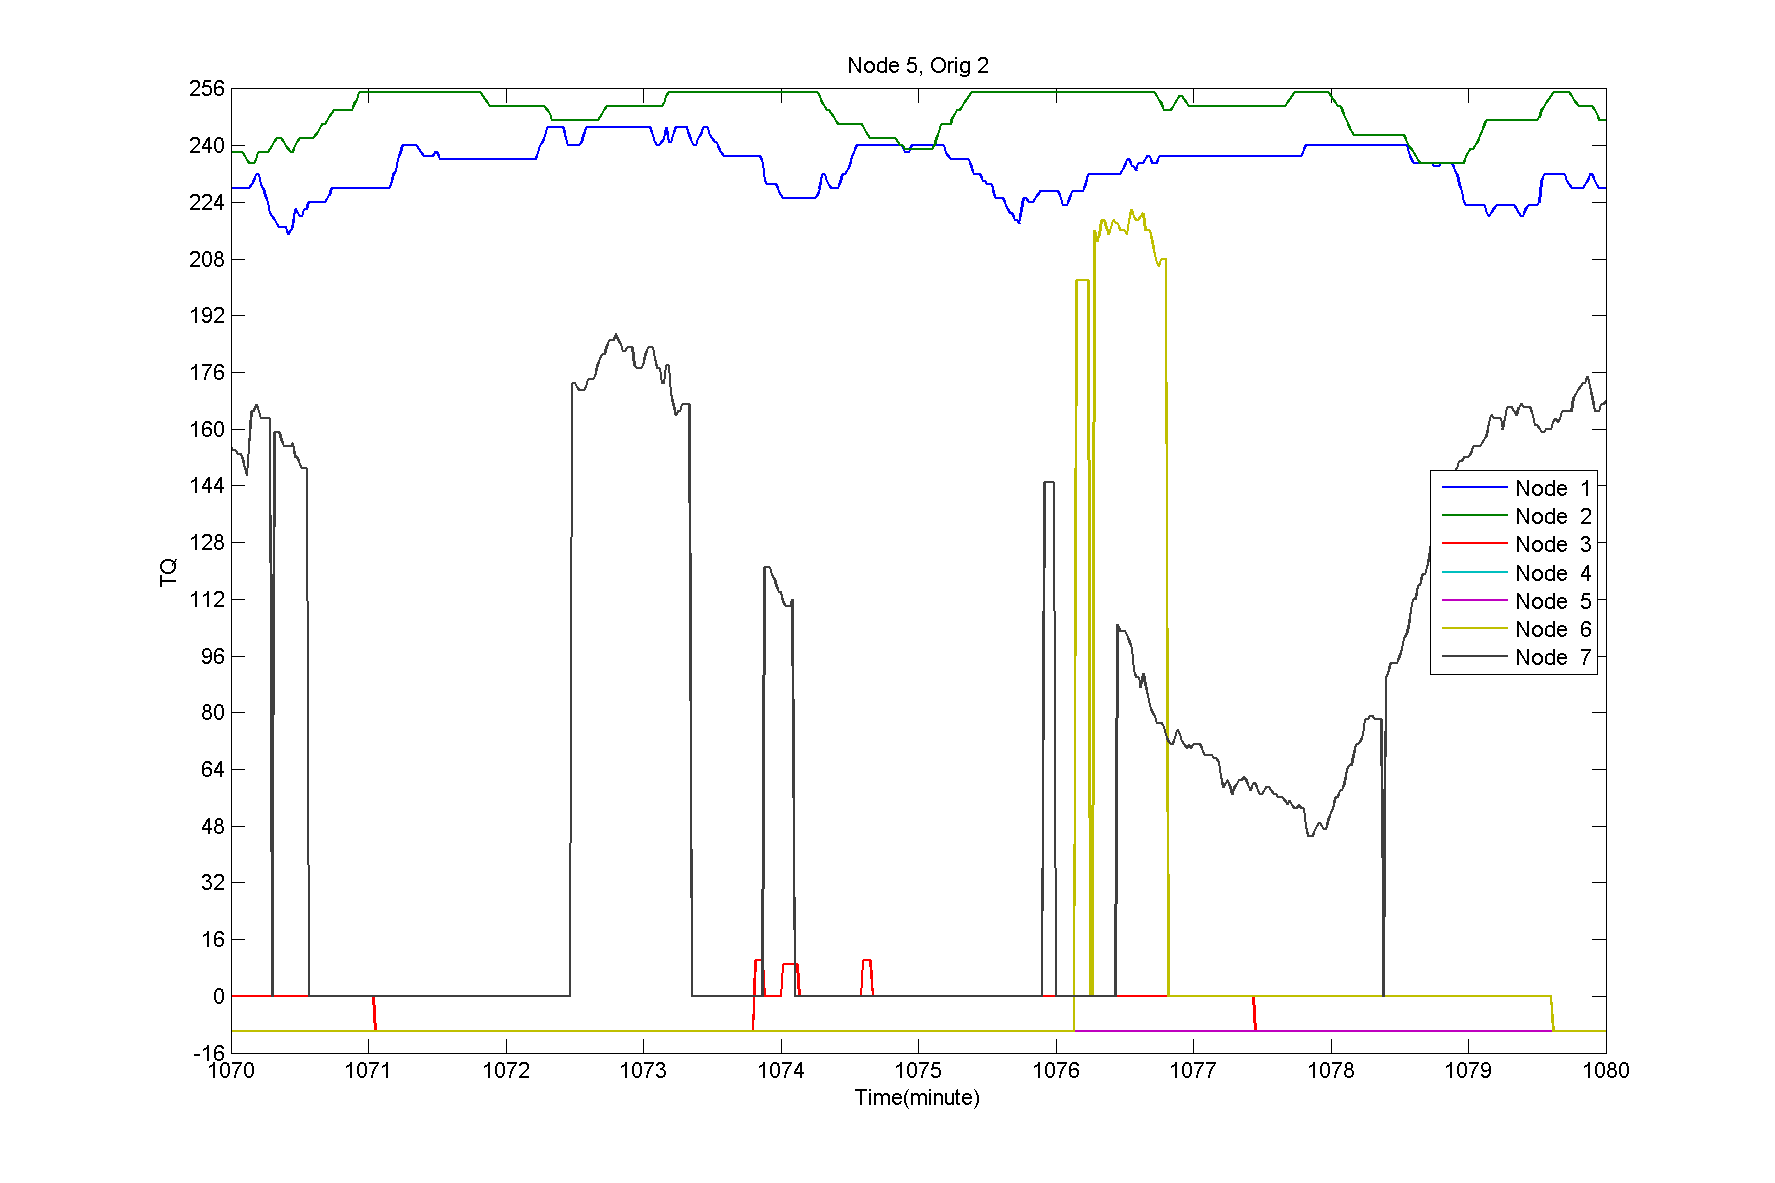 Node 5, Orig 2
256
240
224
208
192
176
160
144
128
112
96
80
64
48
32
16
0
-16
TQ
Node 1
Node 2
Node 3
Node 4
Node 5
Node 6
Node 7
1070 1071 1072 1073 1074 1075 1076 1077 1078 1079 1080
Time(minute)